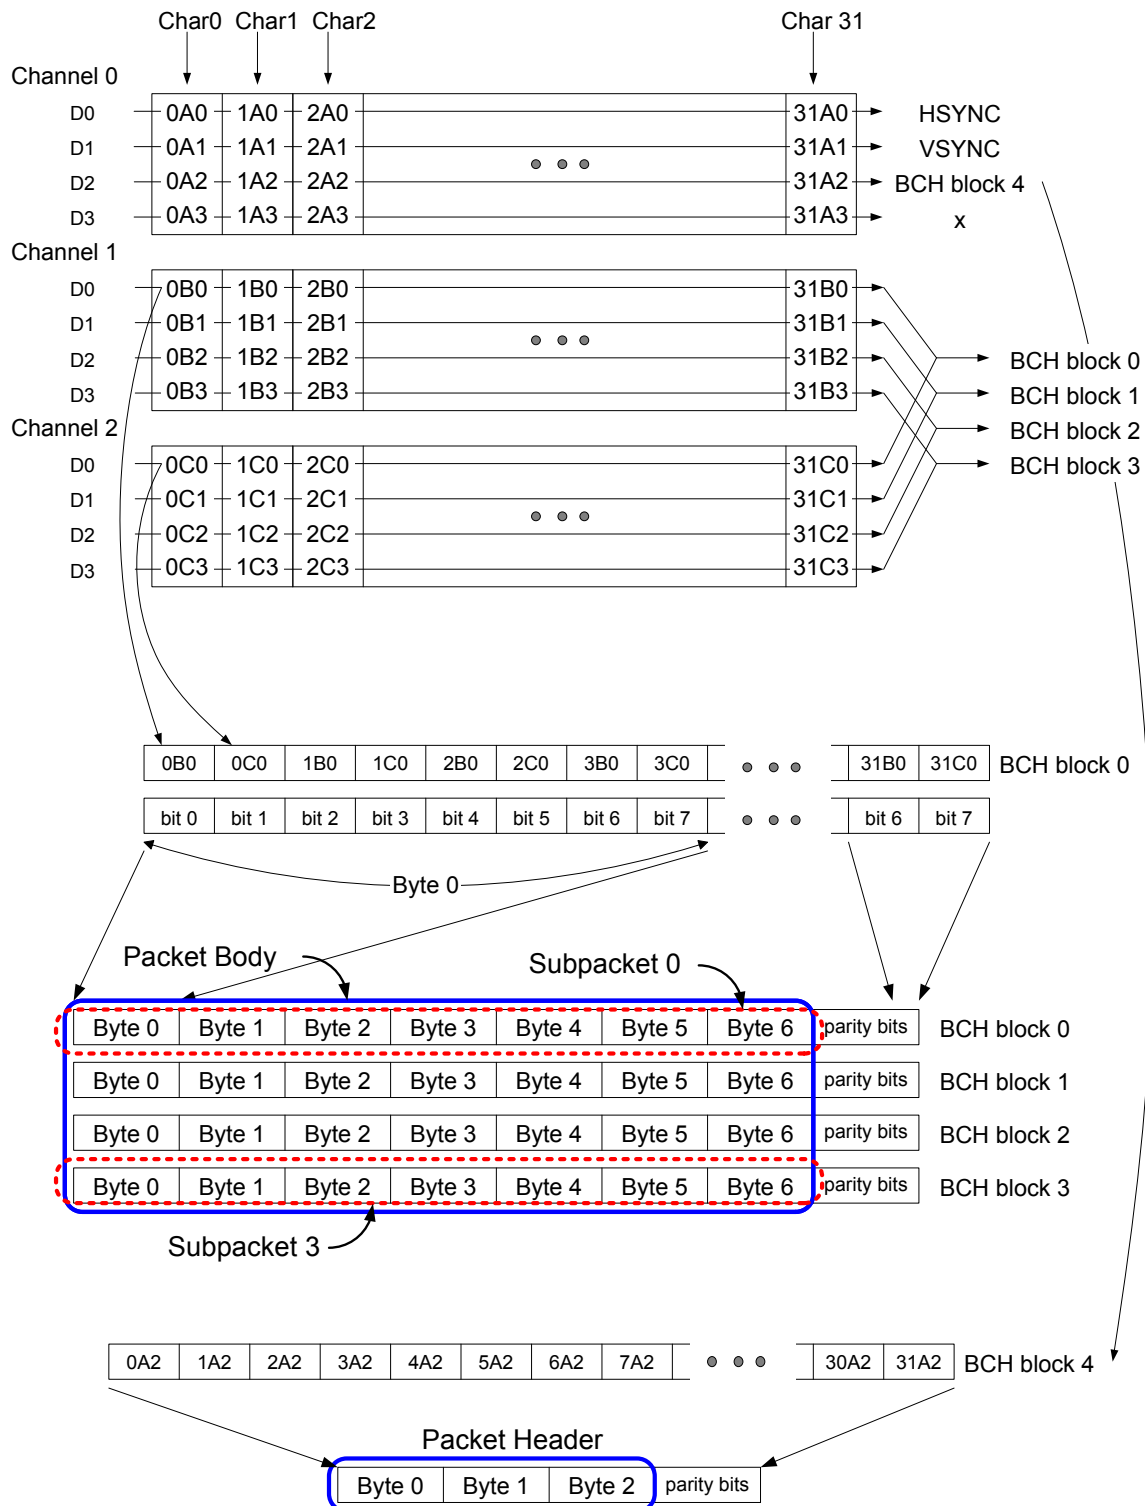 Char0 Char1 Char2 Char 31
Channel 0
D0 0A0 1A0 2A0 31A0 HSYNC
D1 0A1 1A1 2A1 31A1 VSYNC
D2 0A2 1A2 2A2 31A2 BCH block 4
D3 0A3 1A3 2A3 31A3 x
Channel 1
D0 0B0 1B0 2B0 31B0
D1 0B1 1B1 2B1 31B1
D2 0B2 1B2 2B2 31B2 BCH block 0
D3 0B3 1B3 2B3 31B3 BCH block 1
Channel 2 BCH block 2
D0 0C0 1C0 2C0 31C0 BCH block 3
D1 0C1 1C1 2C1 31C1
D2 0C2 1C2 2C2 31C2
D3 0C3 1C3 2C3 31C3
0B0 0C0 1B0 1C0 2B0 2C0 3B0 3C0 31B0 31C0 BCH block 0
bit 0 bit 1 bit 2 bit 3 bit 4 bit 5 bit 6 bit 7 bit 6 bit 7
Byte 0
Packet Body Subpacket 0
Byte 0 Byte 1 Byte 2 Byte 3 Byte 4 Byte 5 Byte 6 parity bits BCH block 0
Byte 0 Byte 1 Byte 2 Byte 3 Byte 4 Byte 5 Byte 6 parity bits BCH block 1
Byte 0 Byte 1 Byte 2 Byte 3 Byte 4 Byte 5 Byte 6 parity bits BCH block 2
Byte 0 Byte 1 Byte 2 Byte 3 Byte 4 Byte 5 Byte 6 parity bits BCH block 3
Subpacket 3
0A2 1A2 2A2 3A2 4A2 5A2 6A2 7A2 30A2 31A2 BCH block 4
Packet Header
Byte 0 Byte 1 Byte 2 parity bits